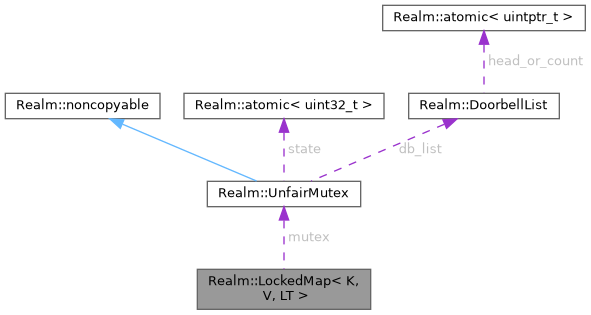 Realm::atomic< uintptr_t >
head_or_count
Realm::noncopyable
Realm::atomic< uint32_t >
Realm::DoorbellList
state
db_list
Realm::UnfairMutex
mutex
Realm::LockedMap< K,
V, LT >